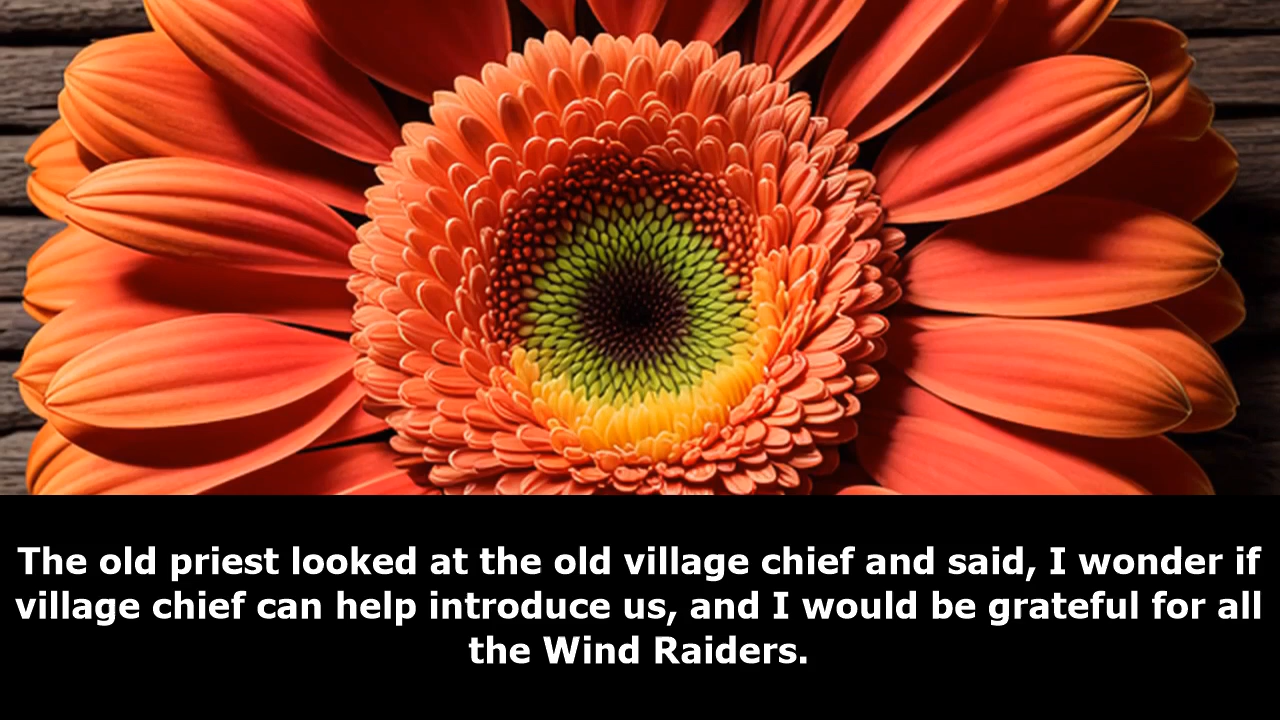 The old priest looked at the old village chief and said, I wonder if
village chief can help introduce us, and I would be grateful for all
the Wind Raiders.